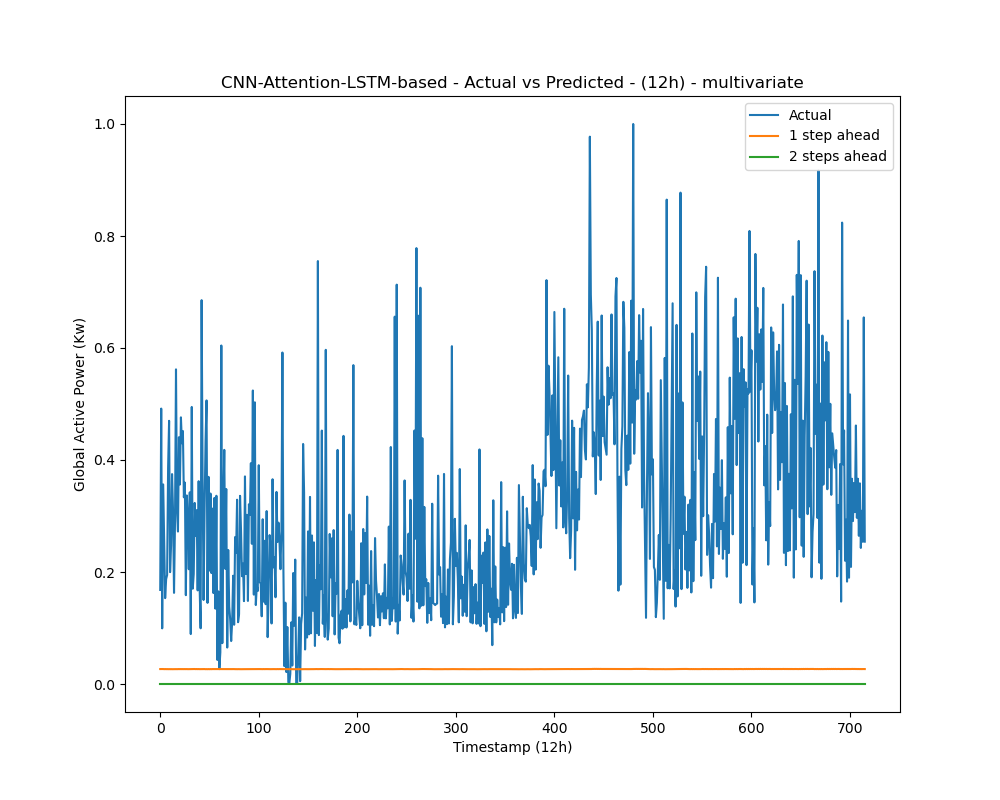 CNN-Attention-LSTM-based - Actual vs Predicted - (12h) - multivariate
Actual
1 step ahead
2 steps ahead
Global Active Power (Kw)
1.0
0.8
0.6
0.4
0.2
0.0
0 100 200 300 400 500 600 700
Timestamp (12h)